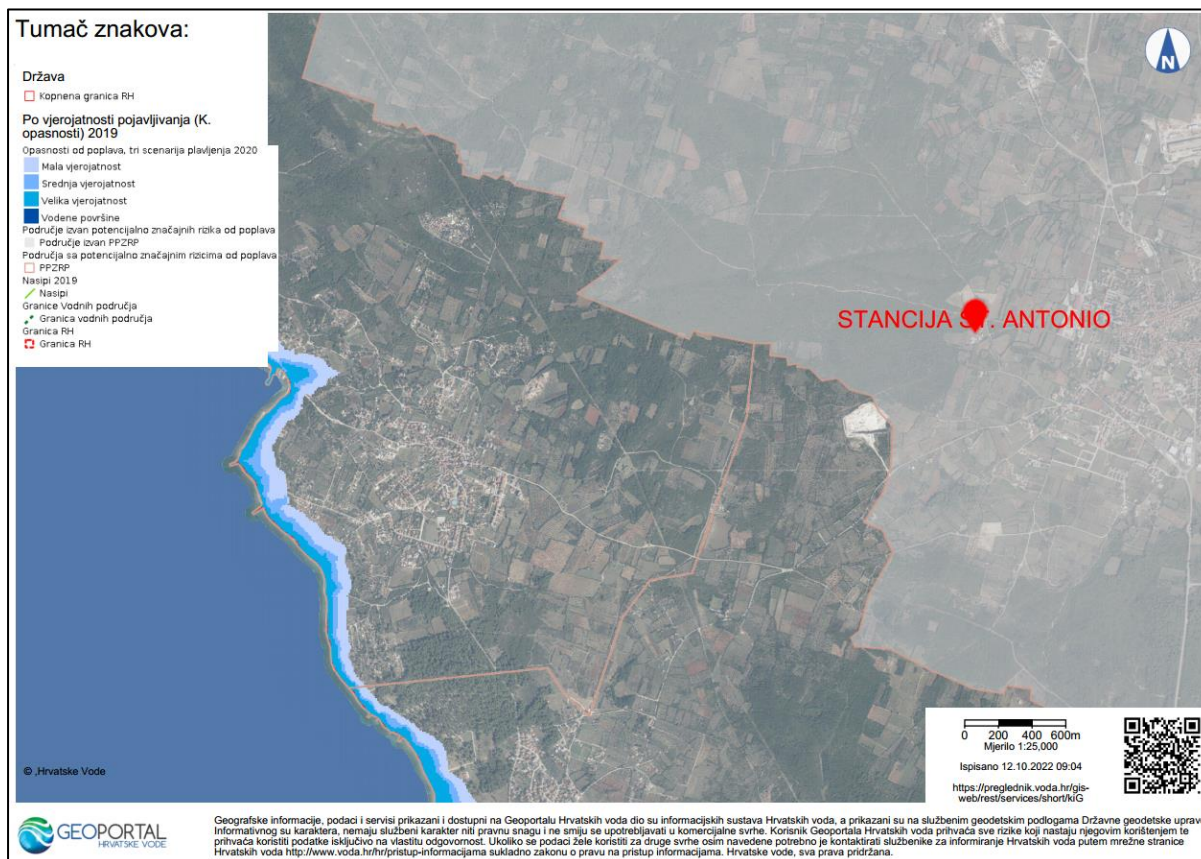 Tumač znakova:
Država
Kopnena granica RH
Po vjerojatnosti pojavljivanja (K.
opasnosti) 2019
Opasnosti od poplava, tri scenarija plavljenja 2020
Mala vjerojatnost
Srednja vjerojatnost
Velika vjerojatnost
Vodene površine
Područje izvan potencijalno značajnih rizika od poplava
Područje izvan PPZRP
Područja sa potencijalno značajnim rizicima od poplava
PPZRP
Nasipi 2019
Nasipi
Granice Vodnih područja
Granica vodnih područja
Granica RH
Granica RH
N
STANCIJA ST. ANTONIO
0 200 400 600m
Mjerilo 1:25,000
Ispisano 12.10.2022 09:04
https://preglednik.voda.hr/gis-
web/rest/services/short/kiG
© ,Hrvatske Vode
GEOPORTAL
HRVATSKE VODE
Geografske informacije, podaci i servisi prikazani i dostupni na Geoportalu Hrvatskih voda dio su informacijskih sustava Hrvatskih voda, a prikazani su na službenim geodetskim podlogama Državne geodetske uprave
Informativnog su karaktera, nemaju službeni karakter niti pravnu snagu i ne smiju se upotrebljavati u komercijalne svrhe. Korisnik Geoportala Hrvatskih voda prihvaća sve rizike koji nastaju njegovim korištenjem te
prihvaća koristiti podatke isključivo na vlastitu odgovornost. Ukoliko se podaci žele koristiti za druge svrhe osim navedene potrebno je kontaktirati službenike za informiranje Hrvatskih voda putem mrežne stranice
Hrvatskih voda http://www.voda.hr/hr/pristup-informacijama sukladno zakonu o pravu na pristup informacijama. Hrvatske vode, sva prava pridržana.